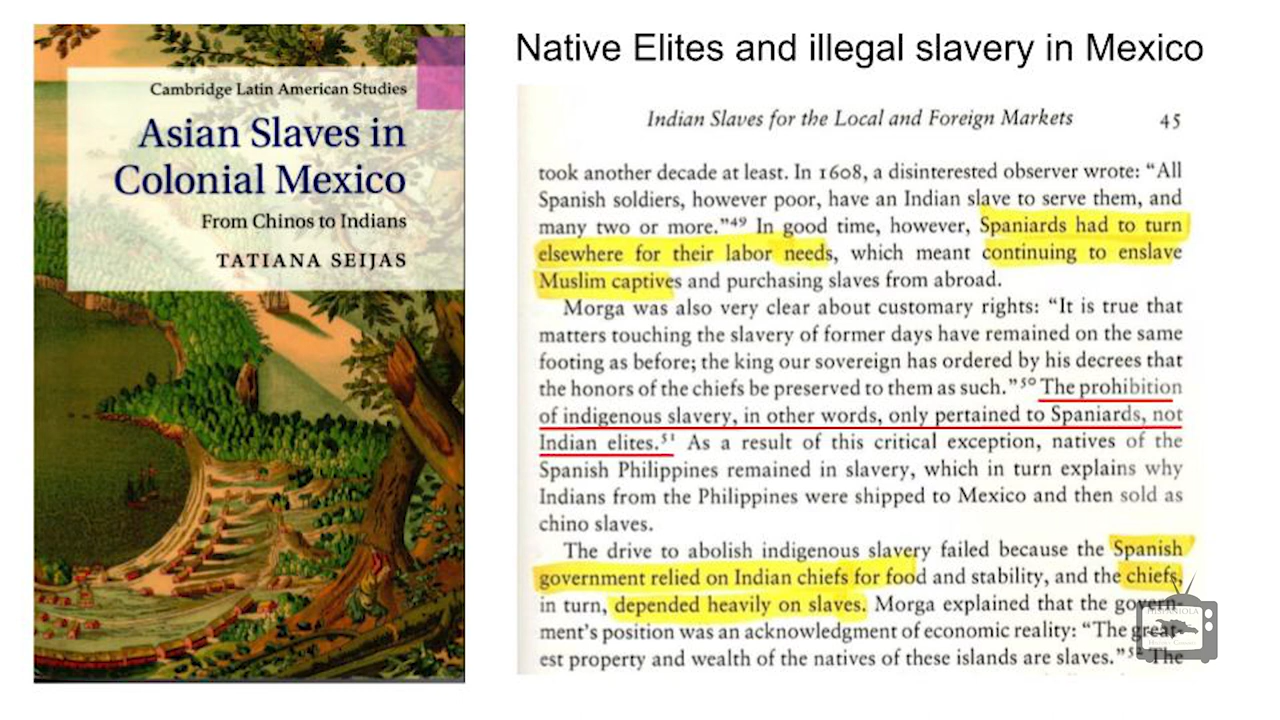 Cambridge Latin American Studies
Asian Slaves in
Colonial Mexico
From Chinos to Indians
TATIANA SEIJAS
Native Elites and illegal slavery in Mexico
Indian Slaves for the Local and Foreign Markets 45
took another decade at least. In 1608, a disinterested observer wrote: “All
Spanish soldiers, however poor, have an Indian slave to serve them, and
many two or more.”⁴⁹ In good time, however, Spaniards had to turn
elsewhere for their labor needs, which meant continuing to enslave
Muslim captives and purchasing slaves from abroad.
Morga was also very clear about customary rights: “It is true that
matters touching the slavery of former days have remained on the same
footing as before; the king our sovereign has ordered by his decrees that
the honors of the chiefs be preserved to them as such.”⁵⁰ The prohibition
of indigenous slavery, in other words, only pertained to Spaniards, not
Indian elites.⁵¹ As a result of this critical exception, natives of the
Spanish Philippines remained in slavery, which in turn explains why
Indians from the Philippines were shipped to Mexico and then sold as
chino slaves.
The drive to abolish indigenous slavery failed because the Spanish
government relied on Indian chiefs for food and stability, and the chiefs,
in turn, depended heavily on slaves. Morga explained that the govern-
ment’s position was an acknowledgment of economic reality: “The great-
est property and wealth of the natives of these islands are slaves.”⁵² The
HISPANIOLA